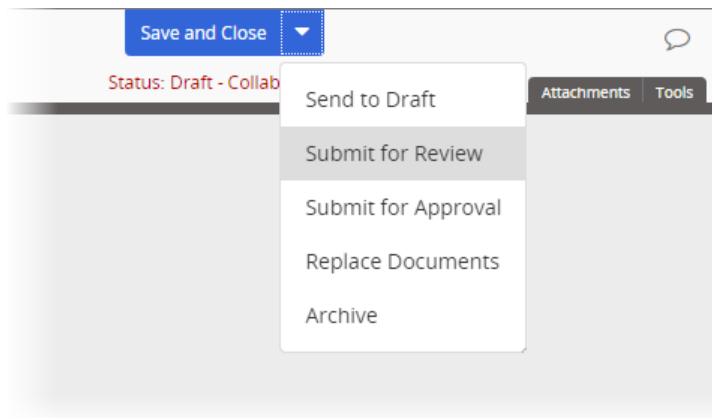 Save and Close
Status: Draft - Collab
Attachments Tools
Send to Draft
Submit for Review
Submit for Approval
Replace Documents
Archive